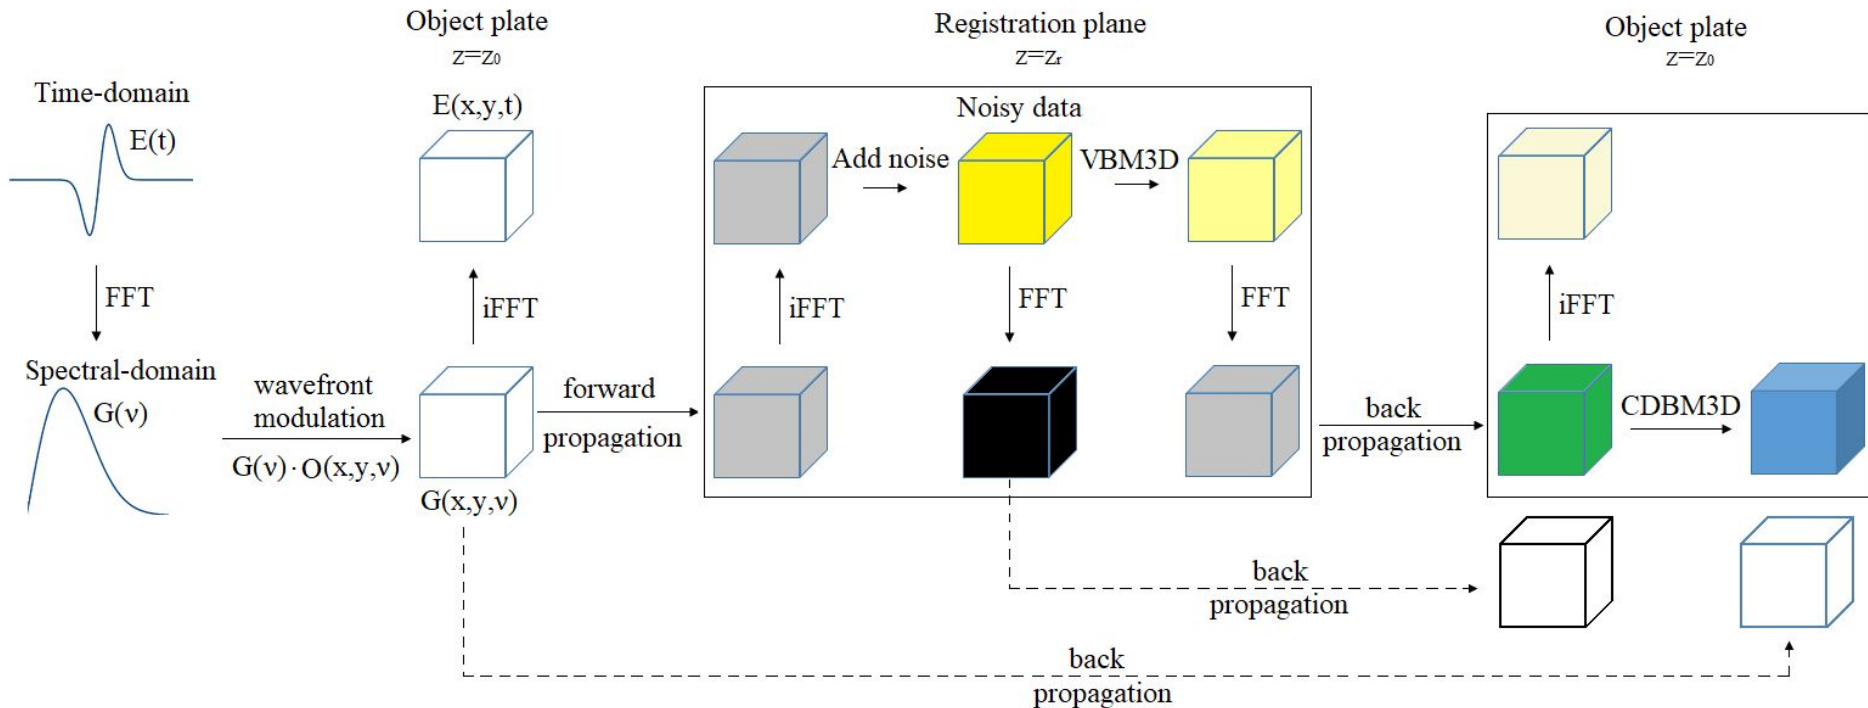 Object plate
z=z₀
Registration plane
z=zᵣ
Object plate
z=z₀
Time-domain
E(t)
E(x,y,t)
Noisy data
Add noise
VBM3D
FFT
iFFT
iFFT
FFT
FFT
iFFT
Spectral-domain
G(ν)
wavefront
modulation
G(ν)·O(x,y,ν)
G(x,y,ν)
forward
propagation
back
propagation
CDBM3D
back
propagation
back
propagation